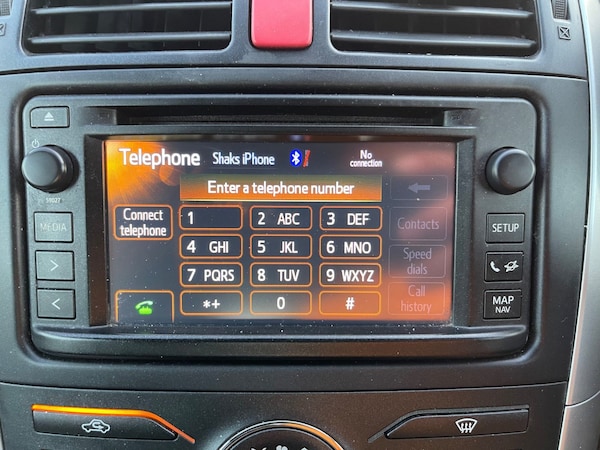 Telephone Shaks iPhone No connection
Enter a telephone number
Connect telephone
1 2 ABC 3 DEF
4 GHI 5 JKL 6 MNO
7 PQRS 8 TUV 9 WXYZ
*+ 0 #
Contacts
Speed dials
Call history
51027
MEDIA
SETUP
MAP NAV